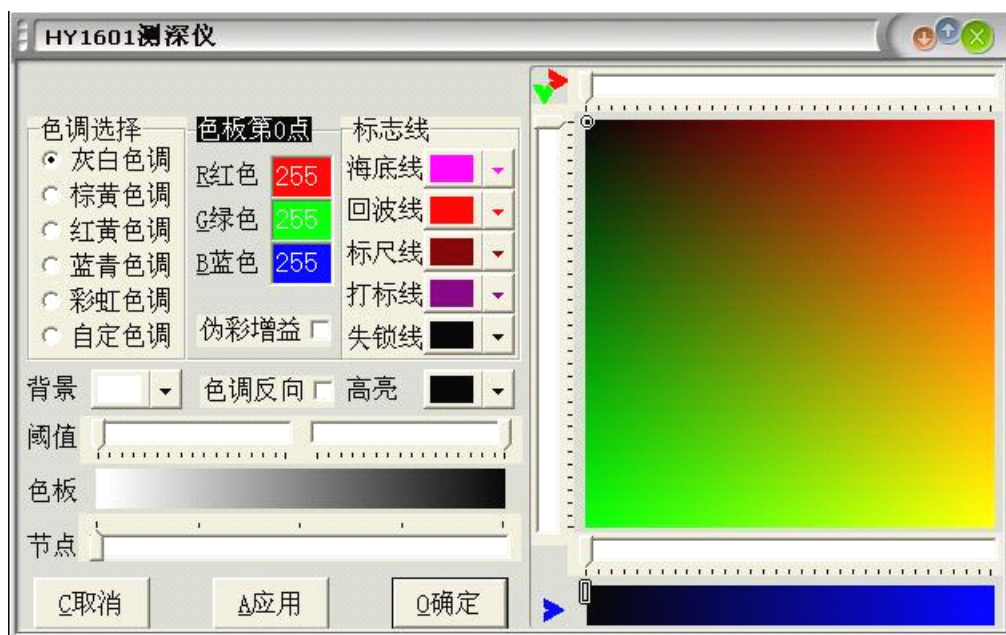 HY1601测深仪
色调选择
灰白色调
棕黄色调
红黄色调
蓝青色调
彩虹色调
自定色调
色板第0点
R红色 255
G绿色 255
B蓝色 255
伪彩增益
标志线
海底线
回波线
标尺线
打标线
失锁线
背景
色调反向
高亮
阈值
色板
节点
C取消
A应用
O确定